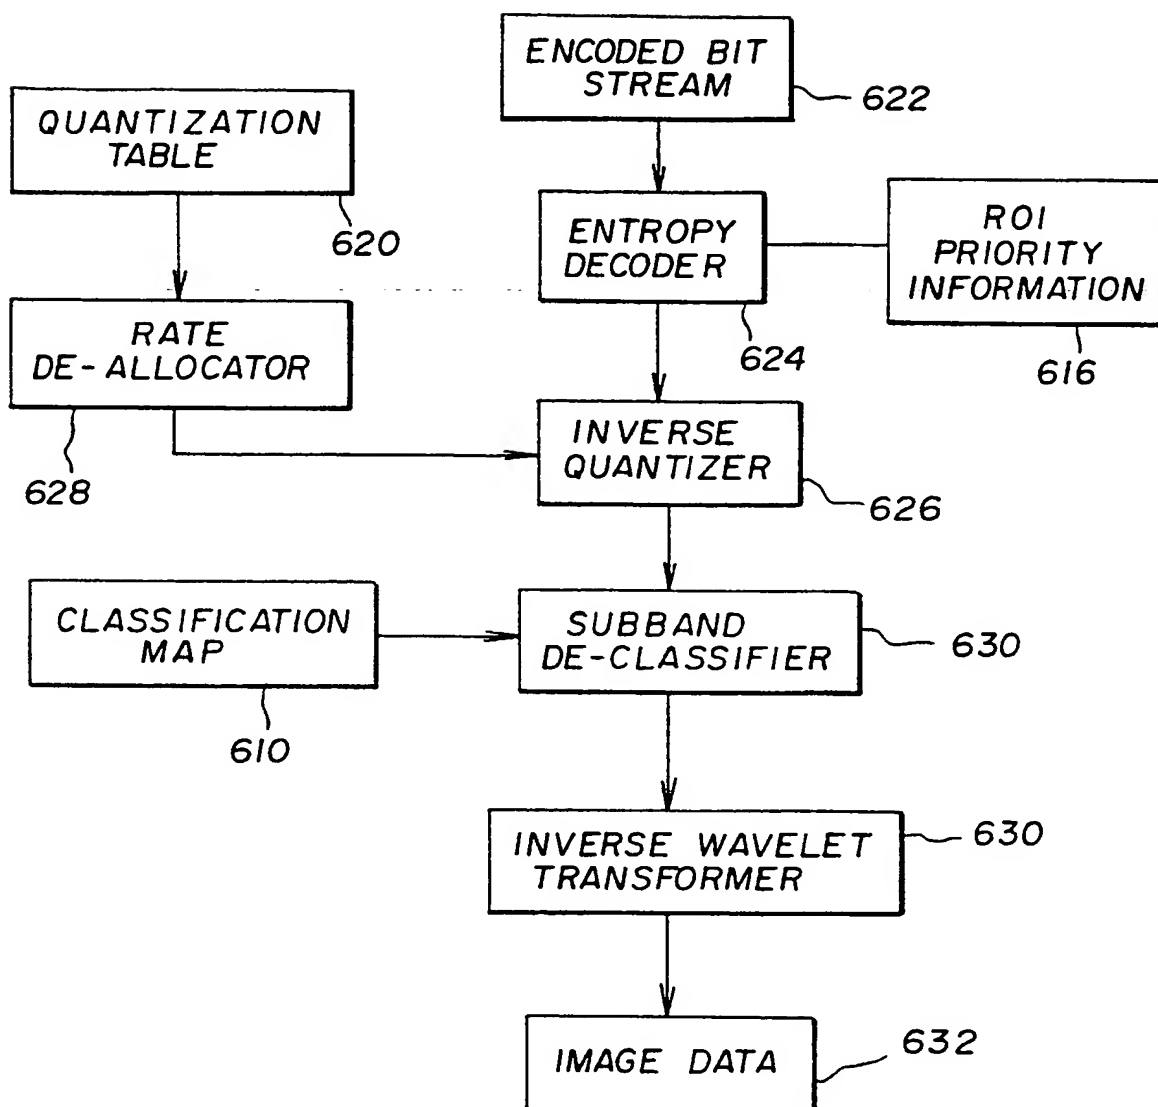 ENCODED BIT
STREAM
622
QUANTIZATION
TABLE
620
ENTROPY
DECODER
624
ROI
PRIORITY
INFORMATION
616
RATE
DE-ALLOCATOR
628
INVERSE
QUANTIZER
626
CLASSIFICATION
MAP
610
SUBBAND
DE-CLASSIFIER
630
INVERSE WAVELET
TRANSFORMER
630
IMAGE DATA
632